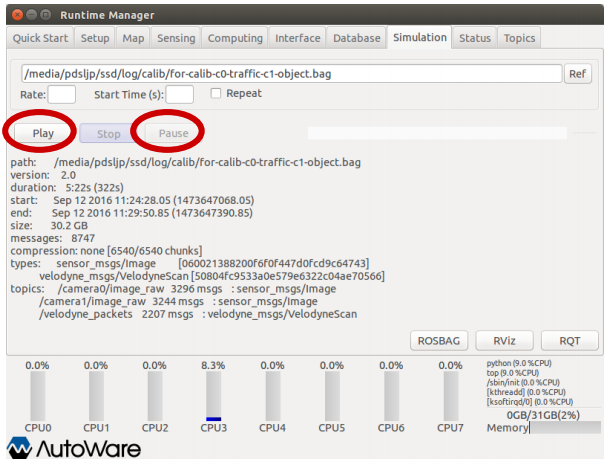 Runtime Manager
Quick Start Setup Map Sensing Computing Interface Database Simulation Status Topics
/media/pdsljp/ssd/log/calib/for-calib-c0-traffic-c1-object.bag Ref
Rate: Start Time (s): Repeat
Play Stop Pause
path: /media/pdsljp/ssd/log/calib/for-calib-c0-traffic-c1-object.bag
version: 2.0
duration: 5:22s (322s)
start: Sep 12 2016 11:24:28.05 (1473647068.05)
end: Sep 12 2016 11:29:50.85 (1473647390.85)
size: 30.2 GB
messages: 8747
compression: none [6540/6540 chunks]
types: sensor_msgs/Image [060021388200f6f0f447d0fcd9c64743]
velodyne_msgs/VelodyneScan [50804fc9533a0e579e6322c04ae70566]
topics: /camera0/image_raw 3296 msgs : sensor_msgs/Image
/camera1/image_raw 3244 msgs : sensor_msgs/Image
/velodyne_packets 2207 msgs : velodyne_msgs/VelodyneScan
ROSBAG RViz RQT
0.0% 0.0% 0.0% 8.3% 0.0% 0.0% 0.0% 0.0%
python (9.0 %CPU)
top (9.0 %CPU)
/sbin/init (0.0 %CPU)
[kthreadd] (0.0 %CPU)
[ksoftirqd/0] (0.0 %CPU)
0GB/31GB(2%)
CPU0 CPU1 CPU2 CPU3 CPU4 CPU5 CPU6 CPU7 Memory
AutoWare